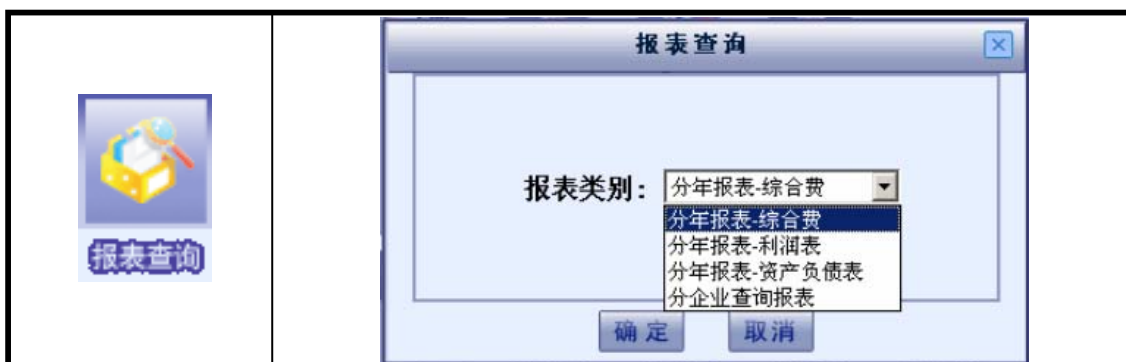 报表查询
报表查询
报表类别：
分年报表-综合费
分年报表-综合费
分年报表-利润表
分年报表-资产负债表
分企业查询报表
确定
取消